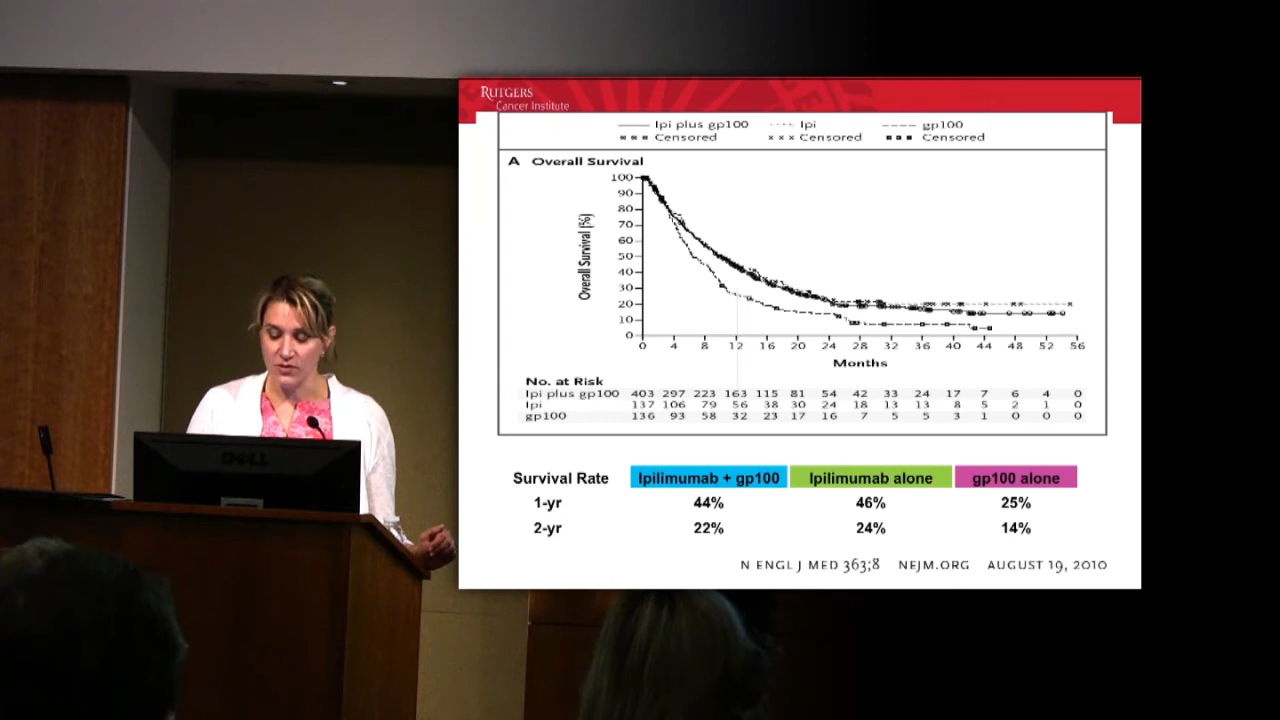 RUTGERS
Cancer Institute
Ipi plus gp100 Ipi gp100
Censored Censored Censored
A Overall Survival
100
90
80
70
60
50
40
30
20
10
0
Overall Survival (%)
0 4 8 12 16 20 24 28 32 36 40 44 48 52 56
Months
No. at Risk
Ipi plus gp100 403 297 223 163 115 81 54 42 33 24 17 7 6 4 0
Ipi 137 106 79 56 38 30 24 18 13 13 8 5 2 1 0
gp100 136 93 58 32 23 17 16 7 5 5 3 1 0 0 0
Survival Rate Ipilimumab + gp100 Ipilimumab alone gp100 alone
1-yr 44% 46% 25%
2-yr 22% 24% 14%
N ENGL J MED 363;8 NEJM.ORG AUGUST 19, 2010
DELL